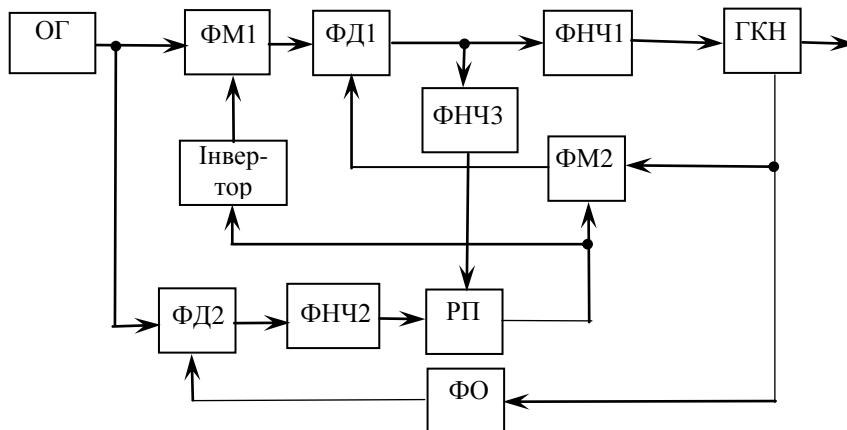 ОГ
ФМ1
ФД1
ФНЧ1
ГКН
ФНЧ3
Інвер-
тор
ФМ2
ФД2
ФНЧ2
РП
ФО